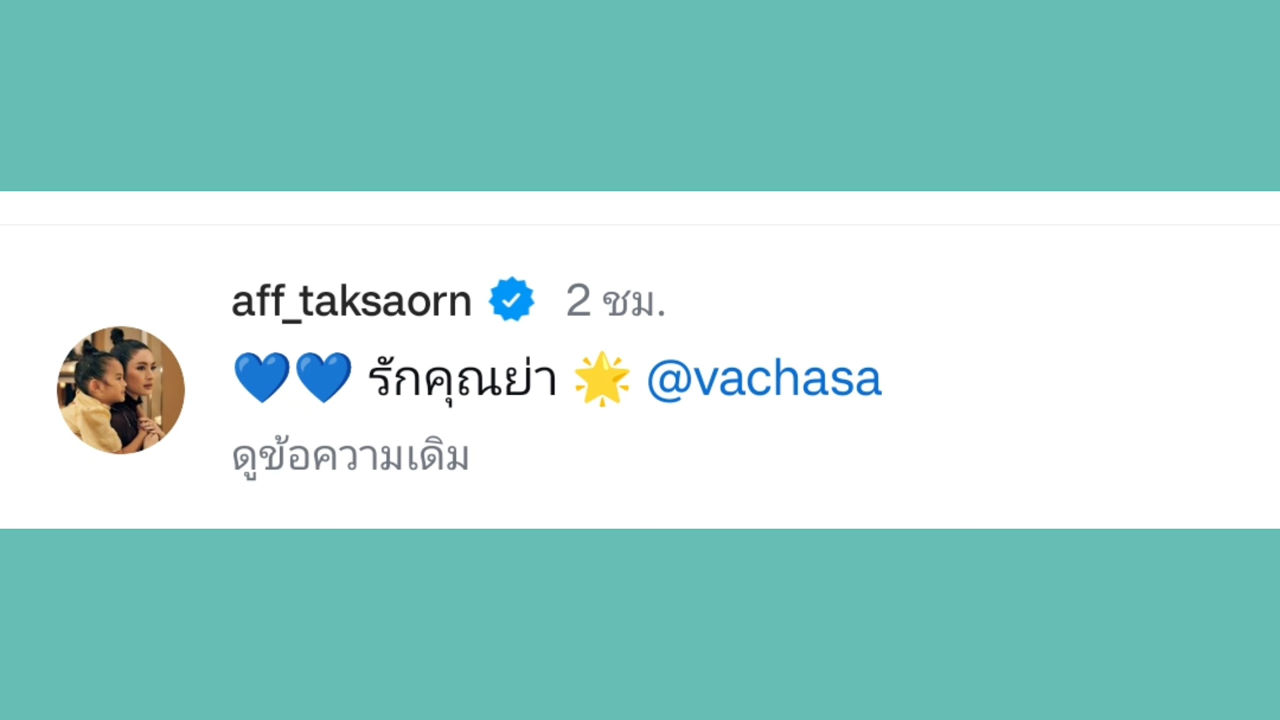 aff_taksaorn 2 ชม.
💙💙 รักคุณย่า 🌟 @vachasa
ดูข้อความเดิม